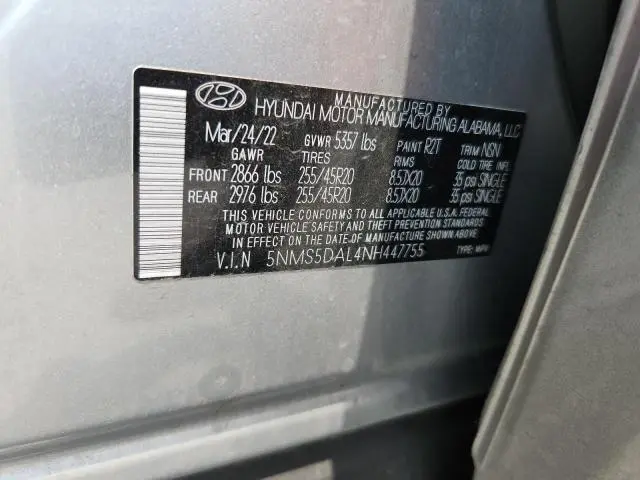 MANUFACTURED BY
HYUNDAI MOTOR MANUFACTURING ALABAMA, LLC
Mar/24/22 GVWR 5357 lbs PAINT R2T TRIM NSN
GAWR TIRES RIMS COLD TIRE INFL
FRONT 2866 lbs 255/45R20 8.5JX20 35 psi SINGLE
REAR 2976 lbs 255/45R20 8.5JX20 35 psi SINGLE
THIS VEHICLE CONFORMS TO ALL APPLICABLE U.S.A. FEDERAL
MOTOR VEHICLE SAFETY AND THEFT PREVENTION STANDARDS
IN EFFECT ON THE DATE OF MANUFACTURE SHOWN ABOVE.
V.I.N 5NMS5DAL4NH447755 TYPE: MPV